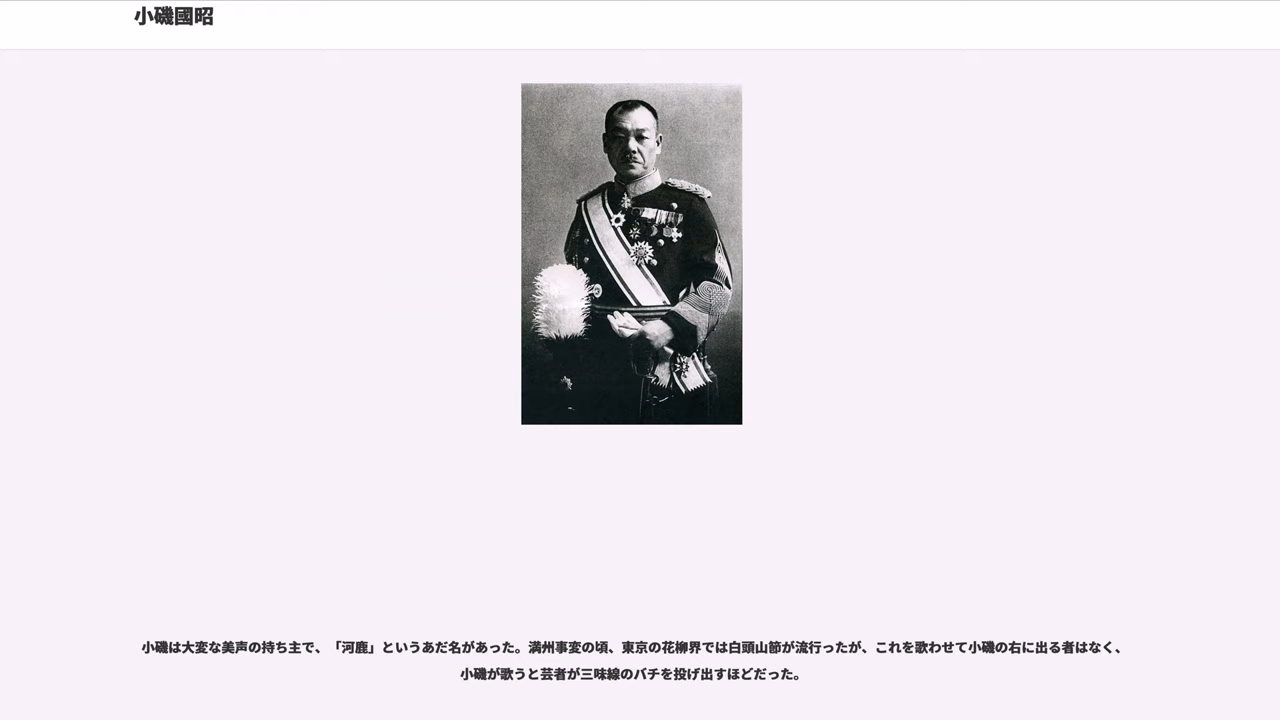 小磯國昭
小磯は大変な美声の持ち主で、「河鹿」というあだ名があった。満州事変の頃、東京の花柳界では白頭山節が流行ったが、これを歌わせて小磯の右に出る者はなく、
小磯が歌うと芸者が三味線のバチを投げ出すほどだった。